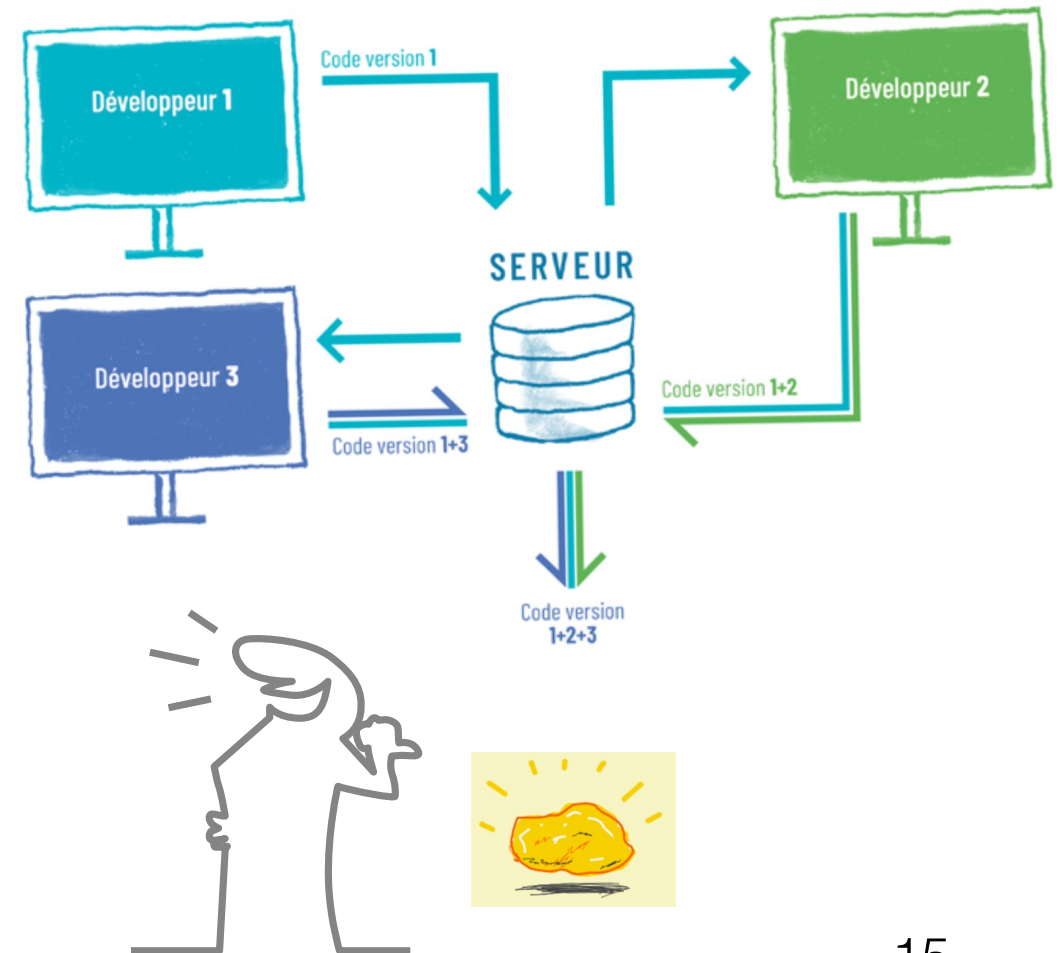 Code version 1
Développeur 1
Développeur 2
SERVEUR
Développeur 3
Code version 1+2
Code version 1+3
Code version
1+2+3
15